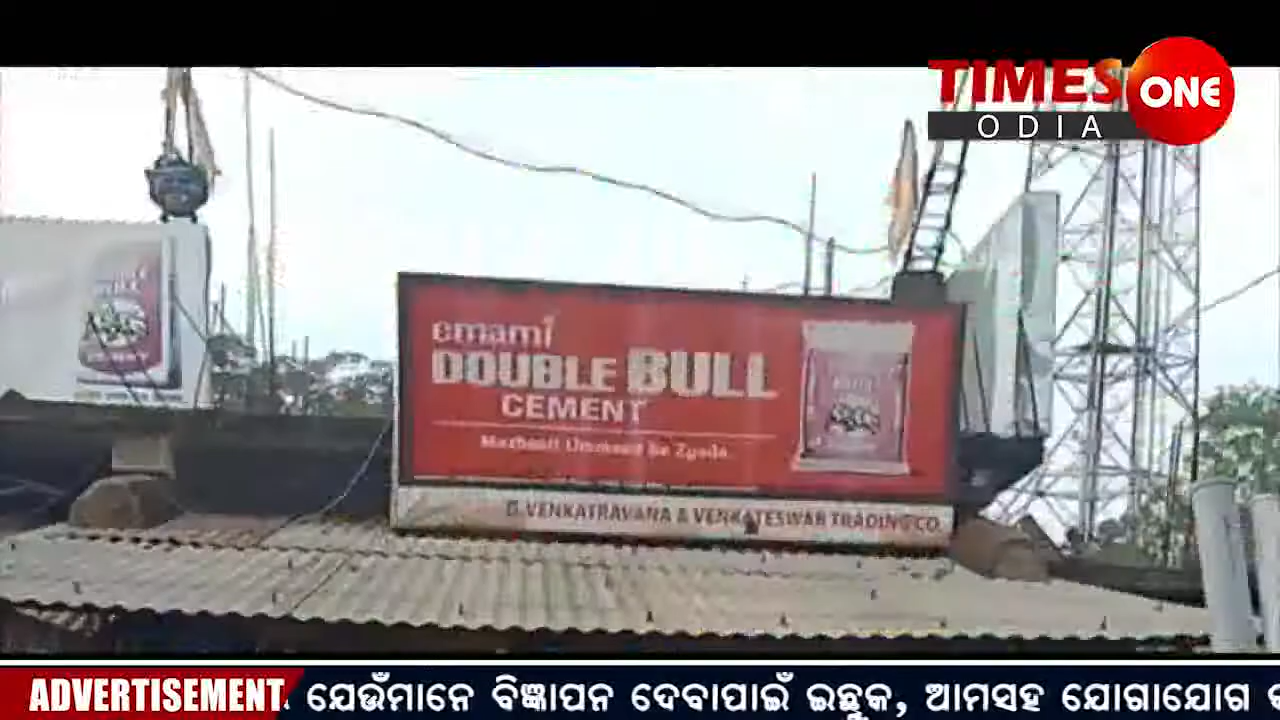 TIMES ONE
ODIA
emami
DOUBLE BULL
CEMENT
Mazbooti Ummeed Se Zyada
G. VENKATRAVANA & VENKATESWAR TRADING CO.
ADVERTISEMENT
ଯେଉଁମାନେ ବିଜ୍ଞାପନ ଦେବାପାଇଁ ଇଚ୍ଛୁକ, ଆମସହ ଯୋଗାଯୋଗ